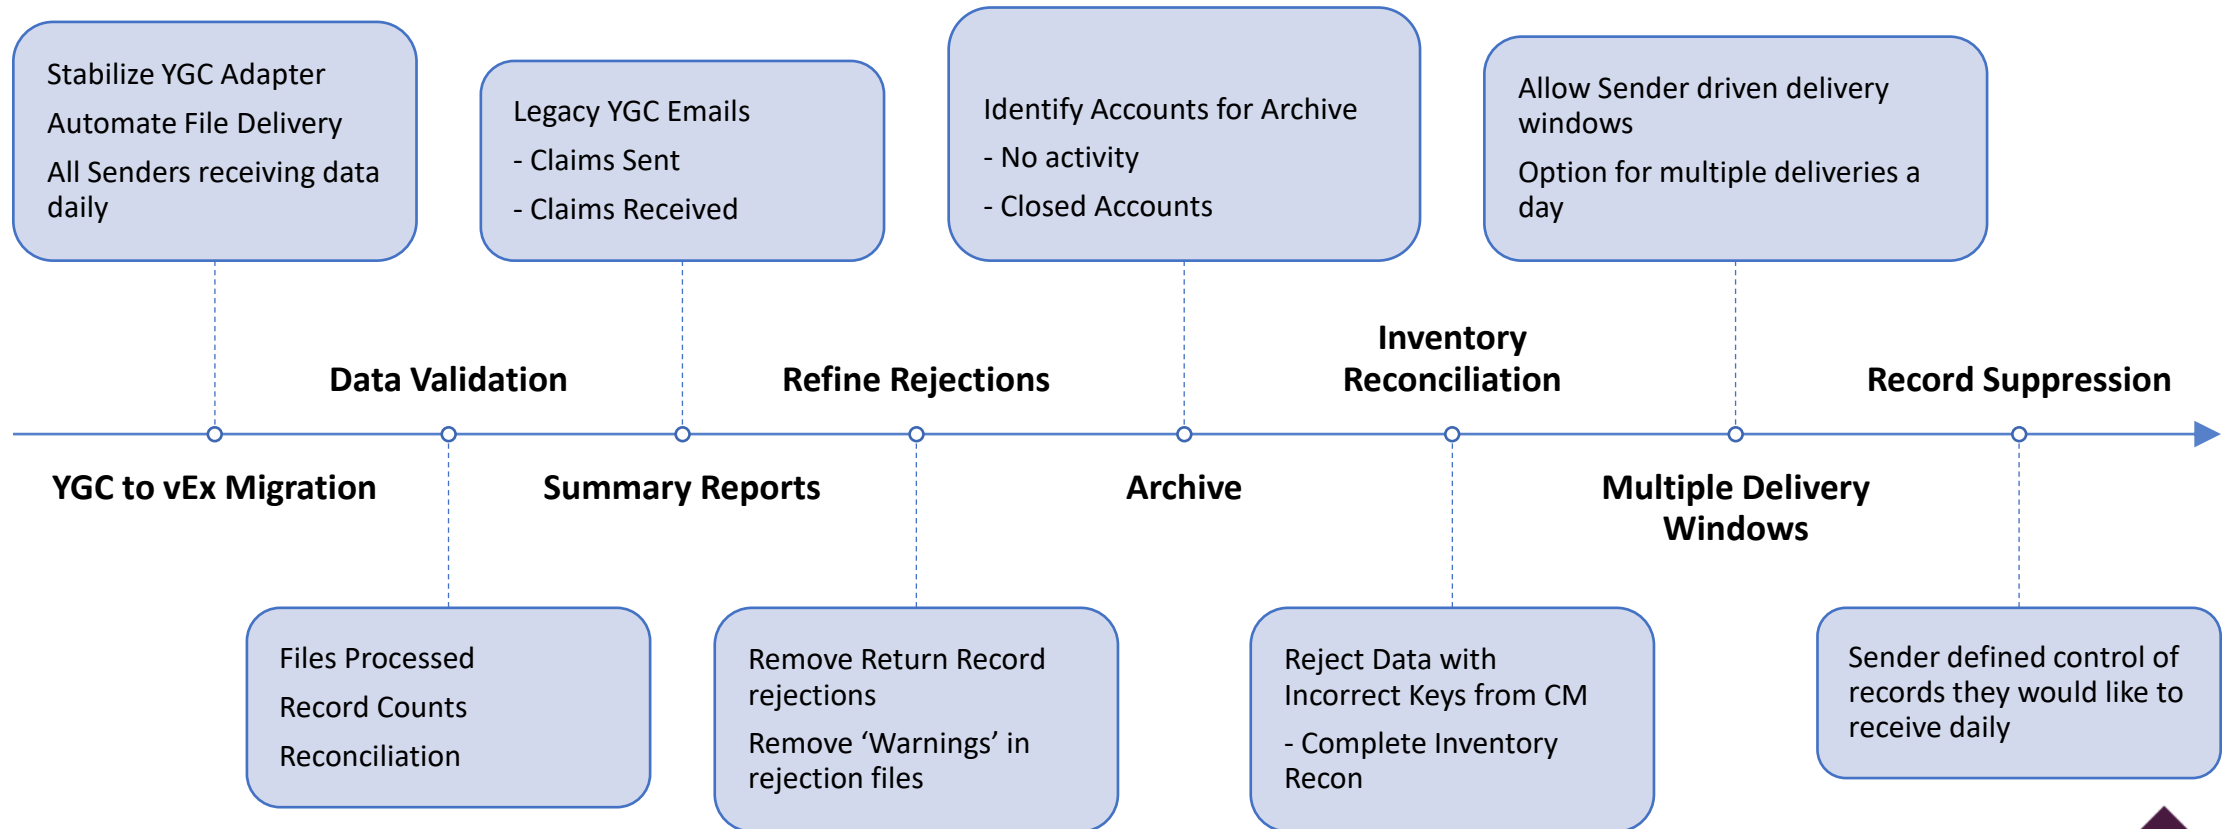 Stabilize YGC Adapter
Automate File Delivery
All Senders receiving data
daily
Legacy YGC Emails
- Claims Sent
- Claims Received
Identify Accounts for Archive
- No activity
- Closed Accounts
Allow Sender driven delivery
windows
Option for multiple deliveries a
day
Data Validation
Refine Rejections
Inventory
Reconciliation
Record Suppression
YGC to vEx Migration
Summary Reports
Archive
Multiple Delivery
Windows
Files Processed
Record Counts
Reconciliation
Remove Return Record
rejections
Remove ‘Warnings’ in
rejection files
Reject Data with
Incorrect Keys from CM
- Complete Inventory
Recon
Sender defined control of
records they would like to
receive daily